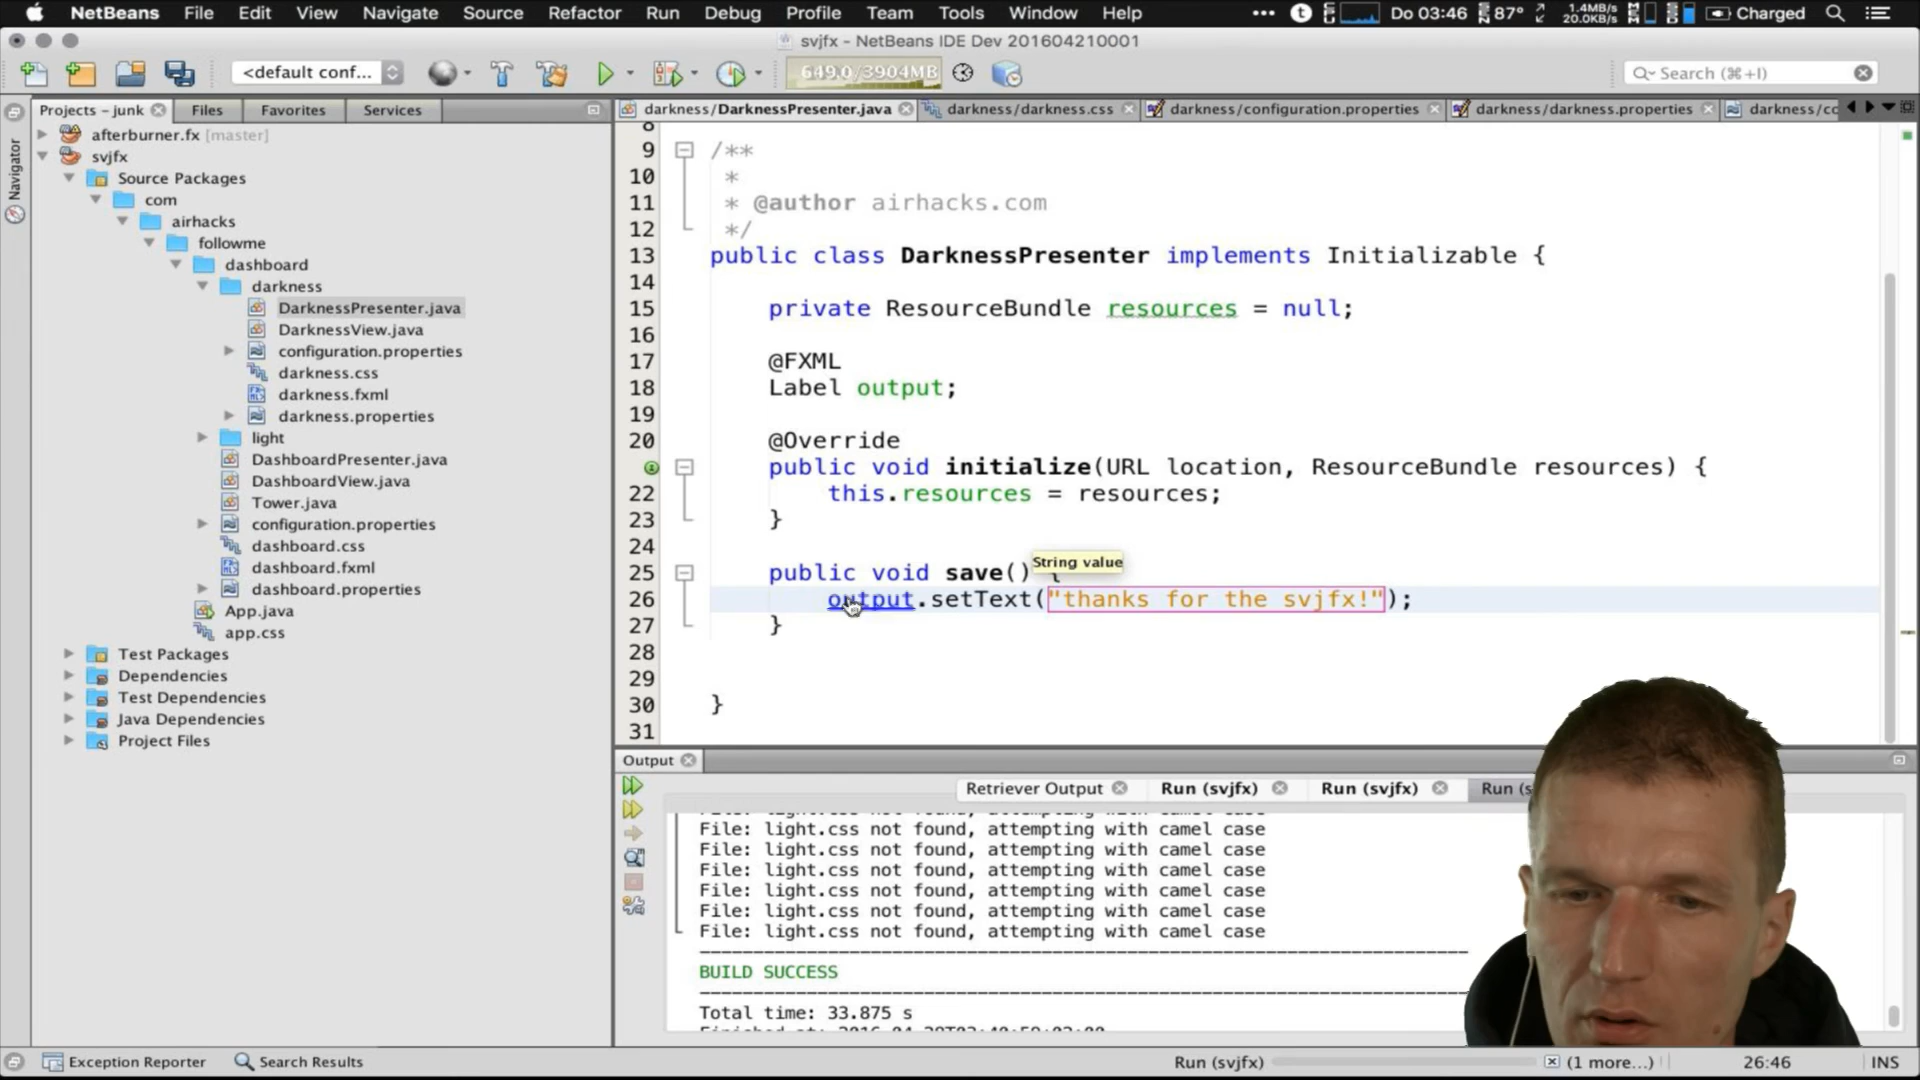 NetBeans File Edit View Navigate Source Refactor Run Debug Profile Team Tools Window Help ••• Do 03:46 87° 1.4MB/s 20.0KB/s Charged
svjfx - NetBeans IDE Dev 201604210001
<default conf... 649.0/3904MB Search (⌘+I)
Projects - junk Files Favorites Services
darkness/DarknessPresenter.java darkness/darkness.css darkness/configuration.properties darkness/darkness.properties darkness/cc
Navigator
afterburner.fx [master]
svjfx
Source Packages
com
airhacks
followme
dashboard
darkness
DarknessPresenter.java
DarknessView.java
configuration.properties
darkness.css
darkness.fxml
darkness.properties
light
DashboardPresenter.java
DashboardView.java
Tower.java
configuration.properties
dashboard.css
dashboard.fxml
dashboard.properties
App.java
app.css
Test Packages
Dependencies
Test Dependencies
Java Dependencies
Project Files
8
9 /**
10 *
11 * @author airhacks.com
12 */
13 public class DarknessPresenter implements Initializable {
14
15 private ResourceBundle resources = null;
16
17 @FXML
18 Label output;
19
20 @Override
public void initialize(URL location, ResourceBundle resources) {
22 this.resources = resources;
23 }
24
String value
25 public void save() {
26 output.setText("thanks for the svjfx!");
27 }
28
29
30 }
31
Output
Retriever Output Run (svjfx) Run (svjfx) Run (s
File: light.css not found, attempting with camel case
File: light.css not found, attempting with camel case
File: light.css not found, attempting with camel case
File: light.css not found, attempting with camel case
File: light.css not found, attempting with camel case
File: light.css not found, attempting with camel case
BUILD SUCCESS
Total time: 33.875 s
Exception Reporter Search Results Run (svjfx) (1 more...) 26:46 INS